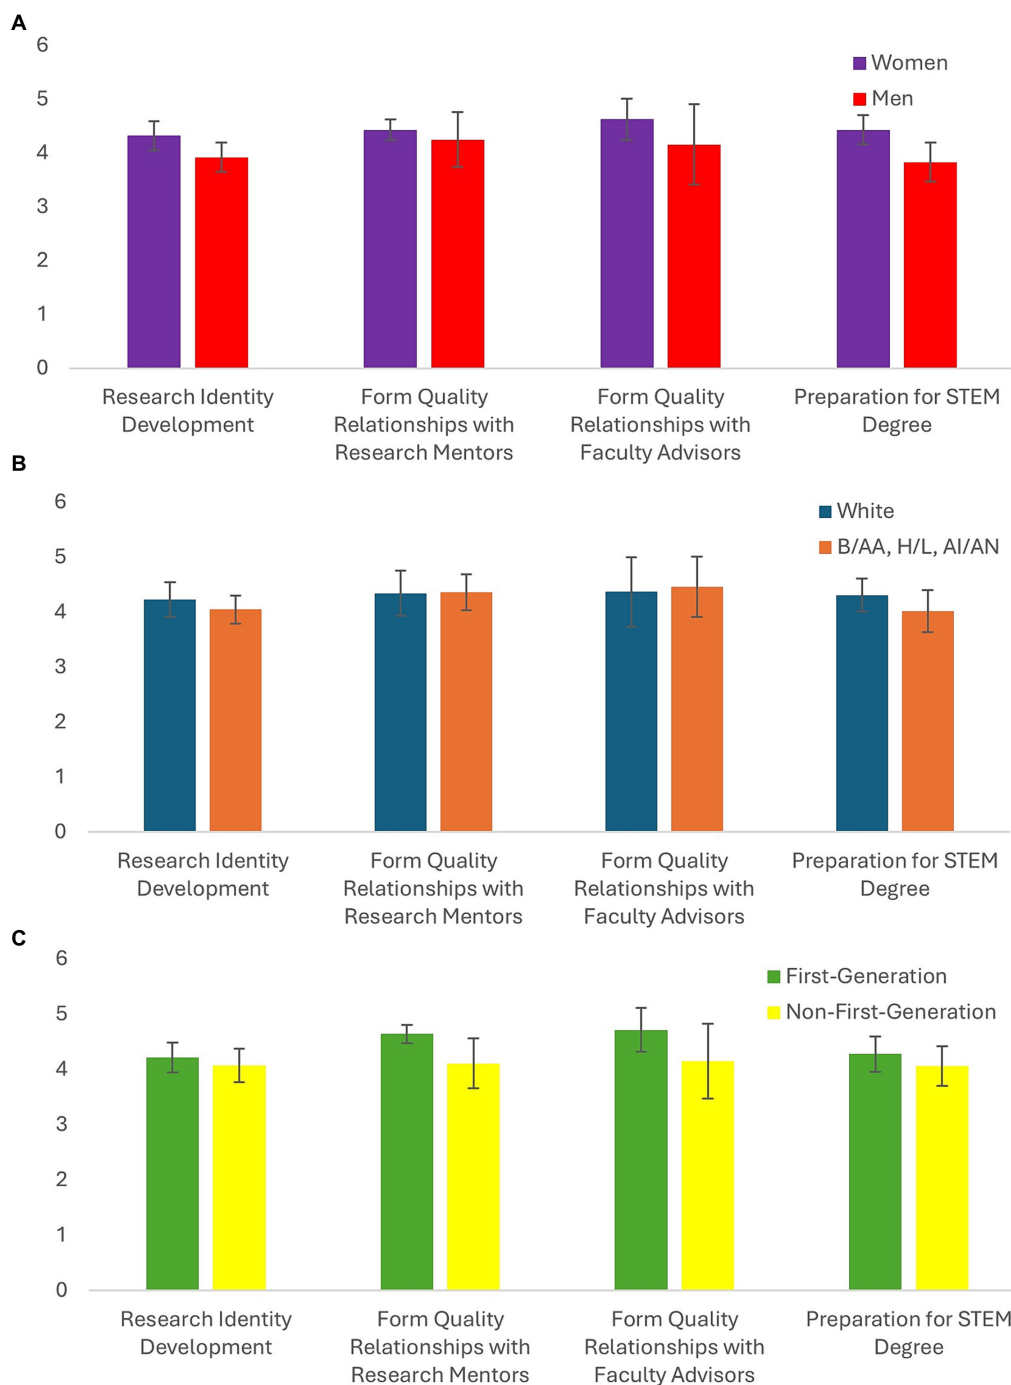 A
6
5
4
3
2
1
0
Women
Men
Research Identity
Development
Form Quality
Relationships with
Research Mentors
Form Quality
Relationships with
Faculty Advisors
Preparation for STEM
Degree
B
6
5
4
3
2
1
0
White
B/AA, H/L, AI/AN
Research Identity
Development
Form Quality
Relationships with
Research Mentors
Form Quality
Relationships with
Faculty Advisors
Preparation for STEM
Degree
C
6
5
4
3
2
1
0
First-Generation
Non-First-Generation
Research Identity
Development
Form Quality
Relationships with
Research Mentors
Form Quality
Relationships with
Faculty Advisors
Preparation for STEM
Degree